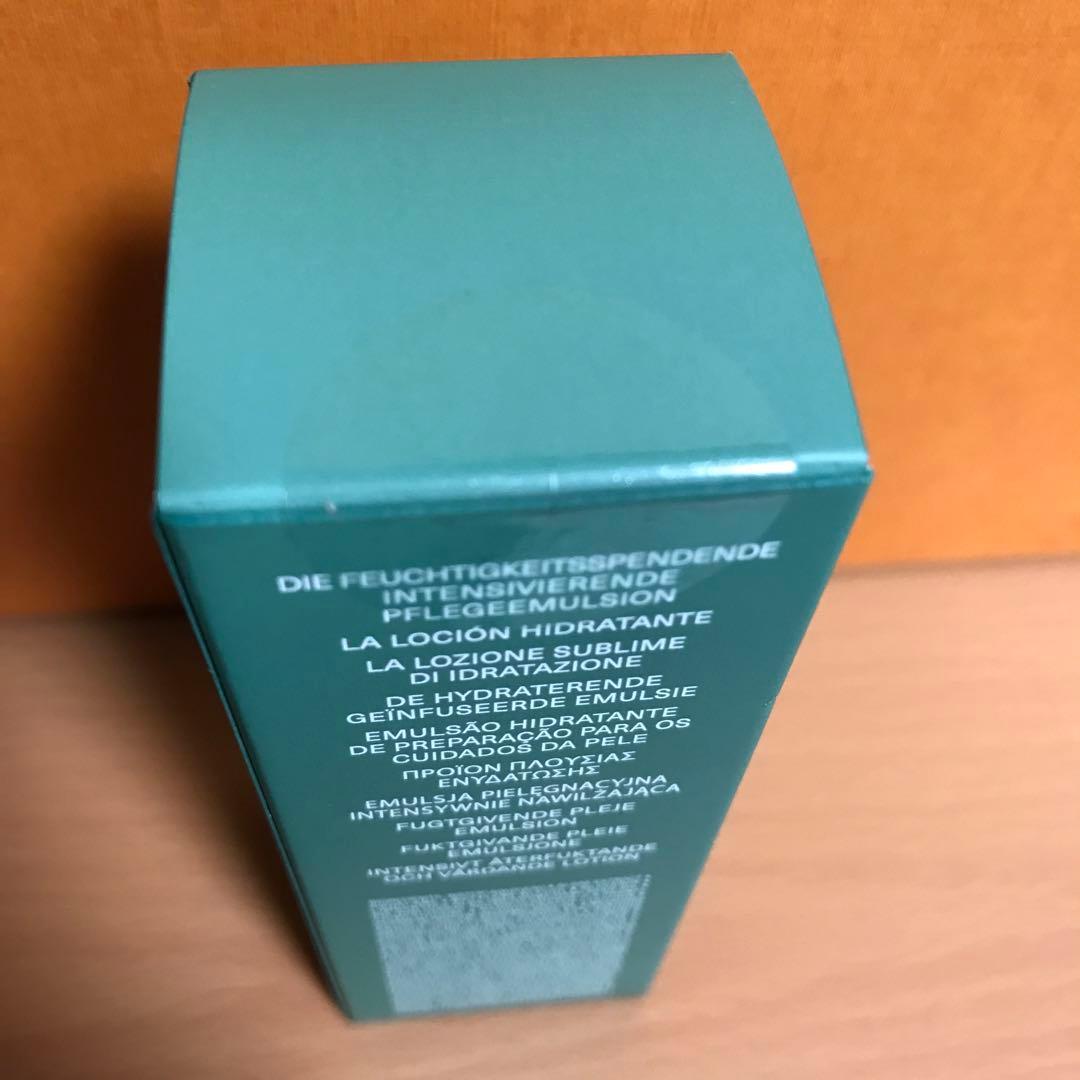 DIE FEUCHTIGKEITSSPENDENDE
INTENSIVIERENDE
PFLEGEEMULSION
LA LOCIÓN HIDRATANTE
LA LOZIONE SUBLIME
DI IDRATAZIONE
DE HYDRATERENDE
GEÏNFUSEERDE EMULSIE
EMULSÃO HIDRATANTE
DE PREPARAÇÃO PARA OS
CUIDADOS DA PELE
ΠΡΟΪΟΝ ΠΛΟΥΣΙΑΣ
ΕΝΥΔΑΤΩΣΗΣ
EMULSJA PIELĘGNACYJNA
INTENSYWNIE NAWILŻAJĄCA
FUGTGIVENDE PLEJE
EMULSION
FUKTGIVANDE PLEIE
EMULSJONE
INTENSIVT ÅTERFUKTANDE
OCH VÅRDANDE LOTION